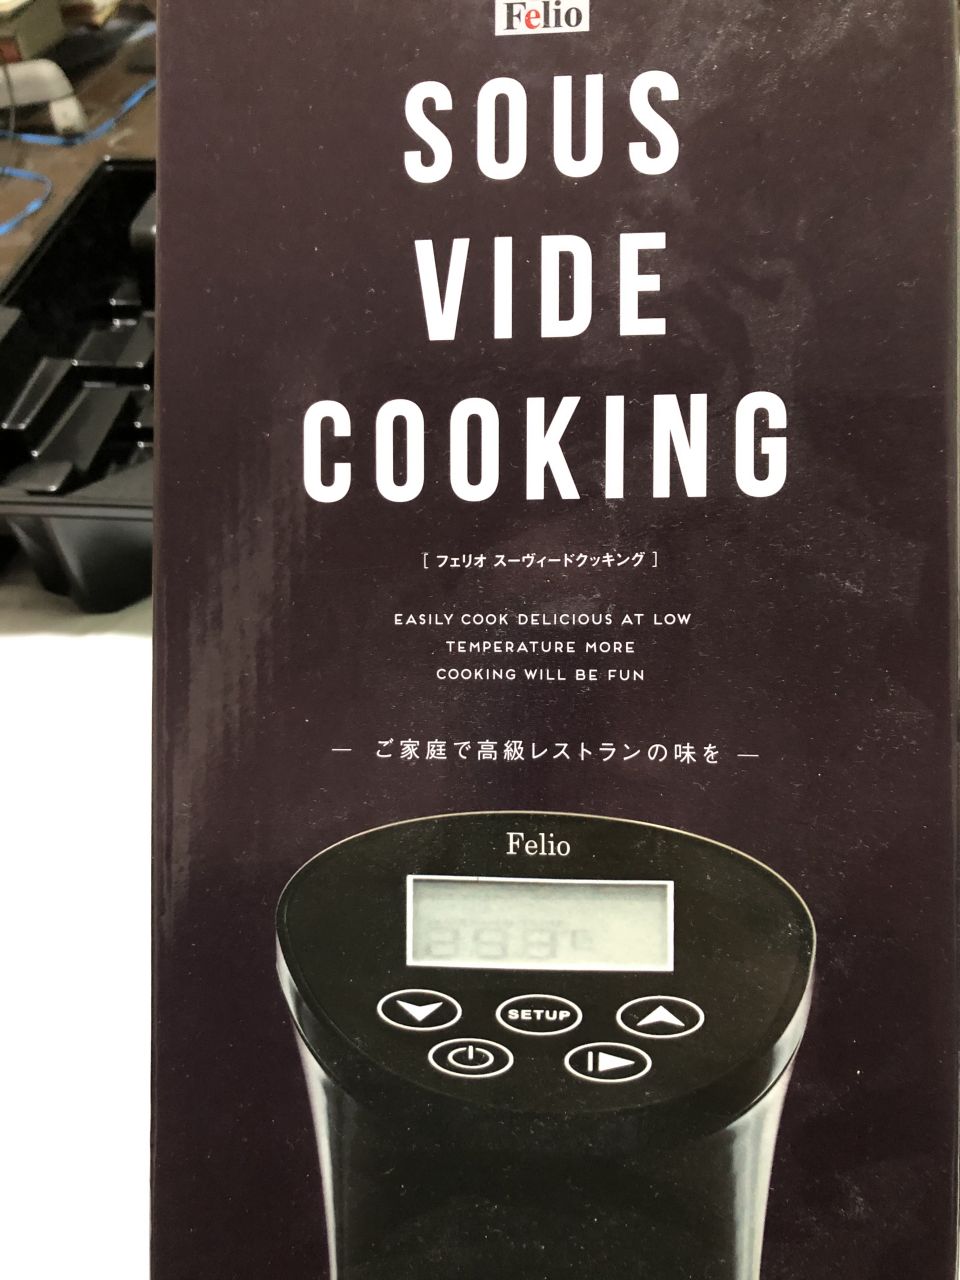 Felio
SOUS
VIDE
COOKING
[ フェリオ スーヴィードクッキング ]
EASILY COOK DELICIOUS AT LOW
TEMPERATURE MORE
COOKING WILL BE FUN
— ご家庭で高級レストランの味を —
Felio
SETUP